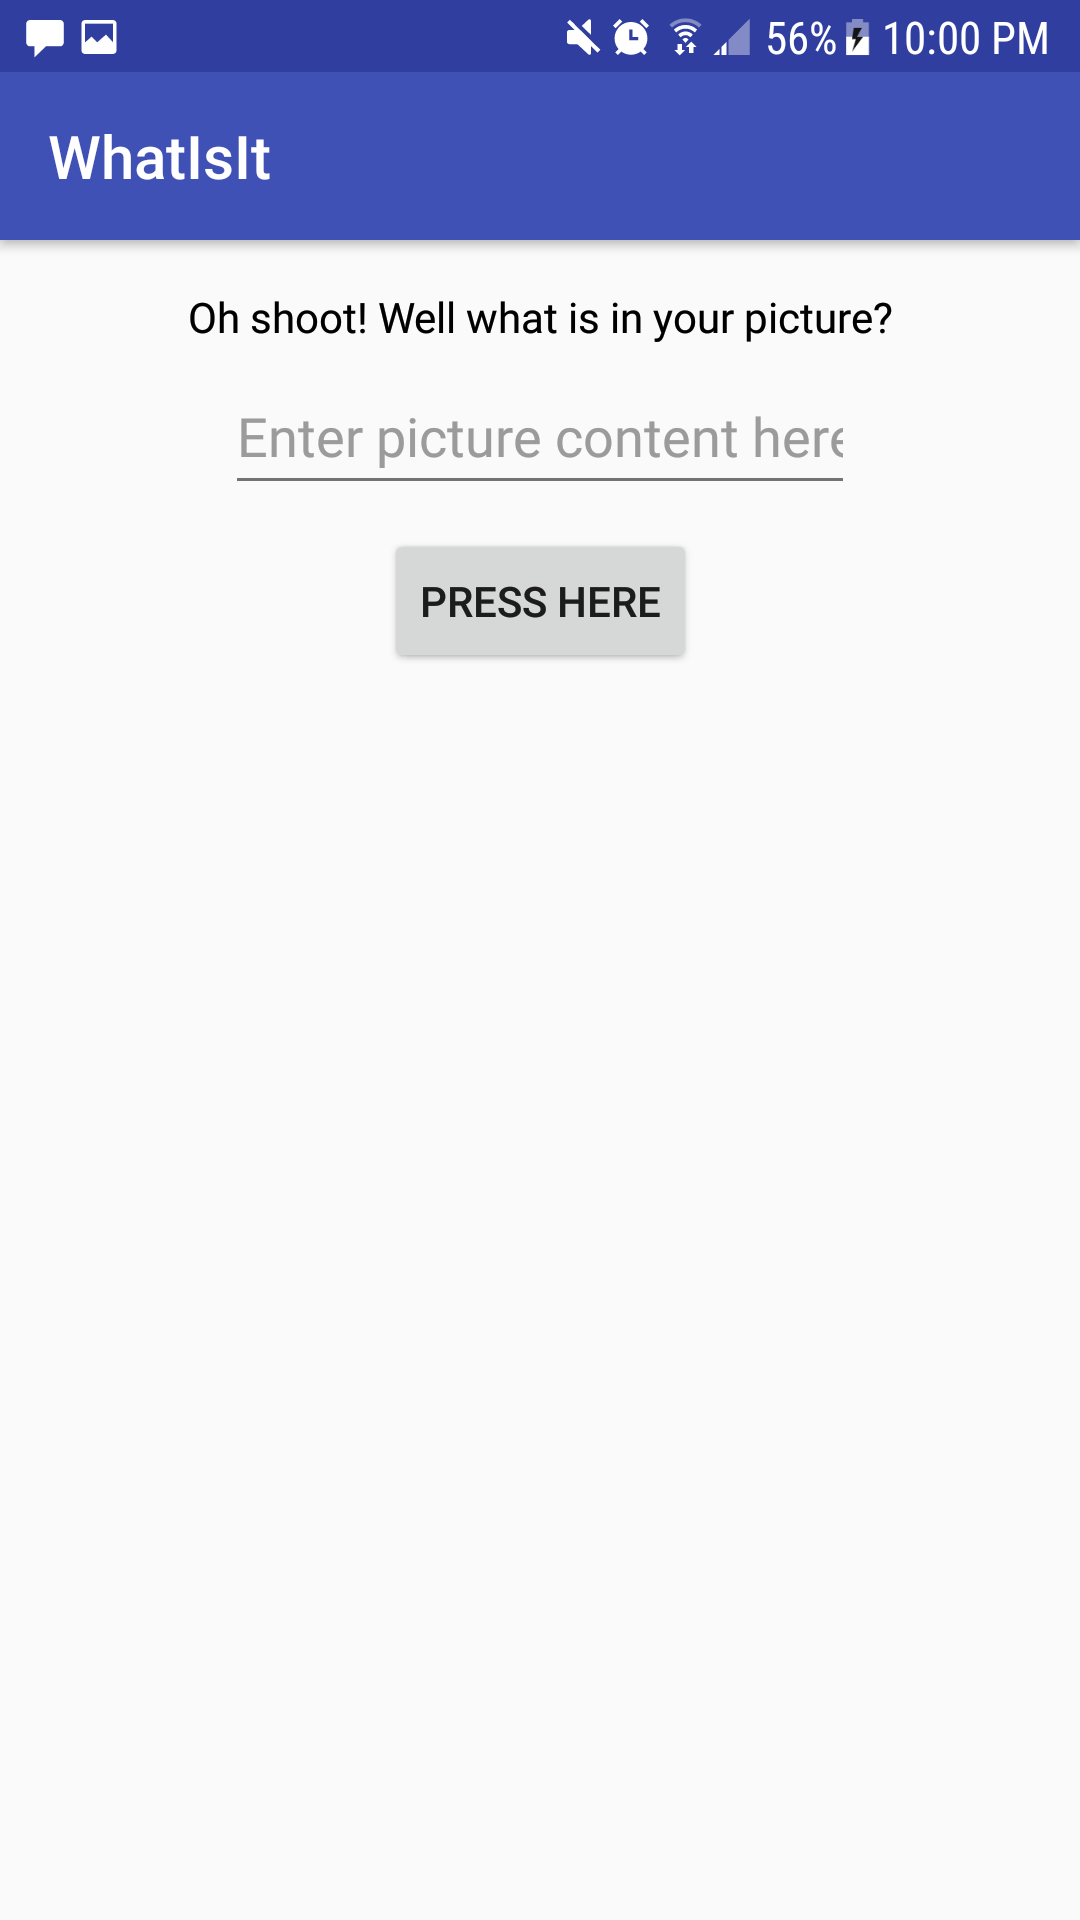 56% 10:00 PM
WhatIsIt
Oh shoot! Well what is in your picture?
Enter picture content here
PRESS HERE